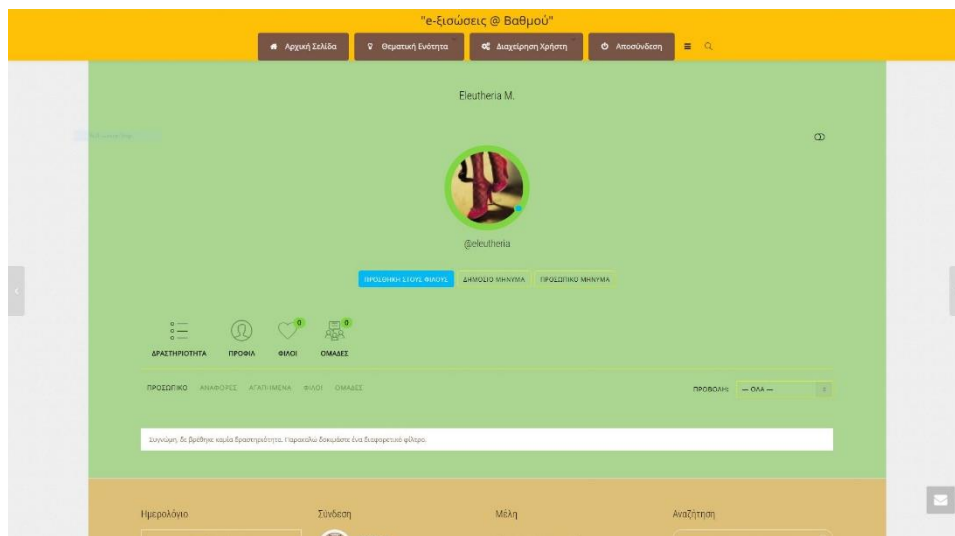 "e-ξισώσεις @ Βαθμού"
Αρχική Σελίδα Θεματική Ενότητα Διαχείρηση Χρήστη Αποσύνδεση
Eleutheria M.
@eleutheria
ΠΡΟΣΘΗΚΗ ΣΤΟΥΣ ΦΙΛΟΥΣ ΔΗΜΟΣΙΟ ΜΗΝΥΜΑ ΠΡΟΣΩΠΙΚΟ ΜΗΝΥΜΑ
0 0
ΔΡΑΣΤΗΡΙΟΤΗΤΑ ΠΡΟΦΙΛ ΦΙΛΟΙ ΟΜΑΔΕΣ
ΠΡΟΣΩΠΙΚΟ ΑΝΑΦΟΡΕΣ ΑΓΑΠΗΜΕΝΑ ΦΙΛΟΙ ΟΜΑΔΕΣ ΠΡΟΒΟΛΗ: — ΟΛΑ —
Συγνώμη, δε βρέθηκε καμία δραστηριότητα. Παρακαλώ δοκιμάστε ένα διαφορετικό φίλτρο.
Ημερολόγιο Σύνδεση Μέλη Αναζήτηση